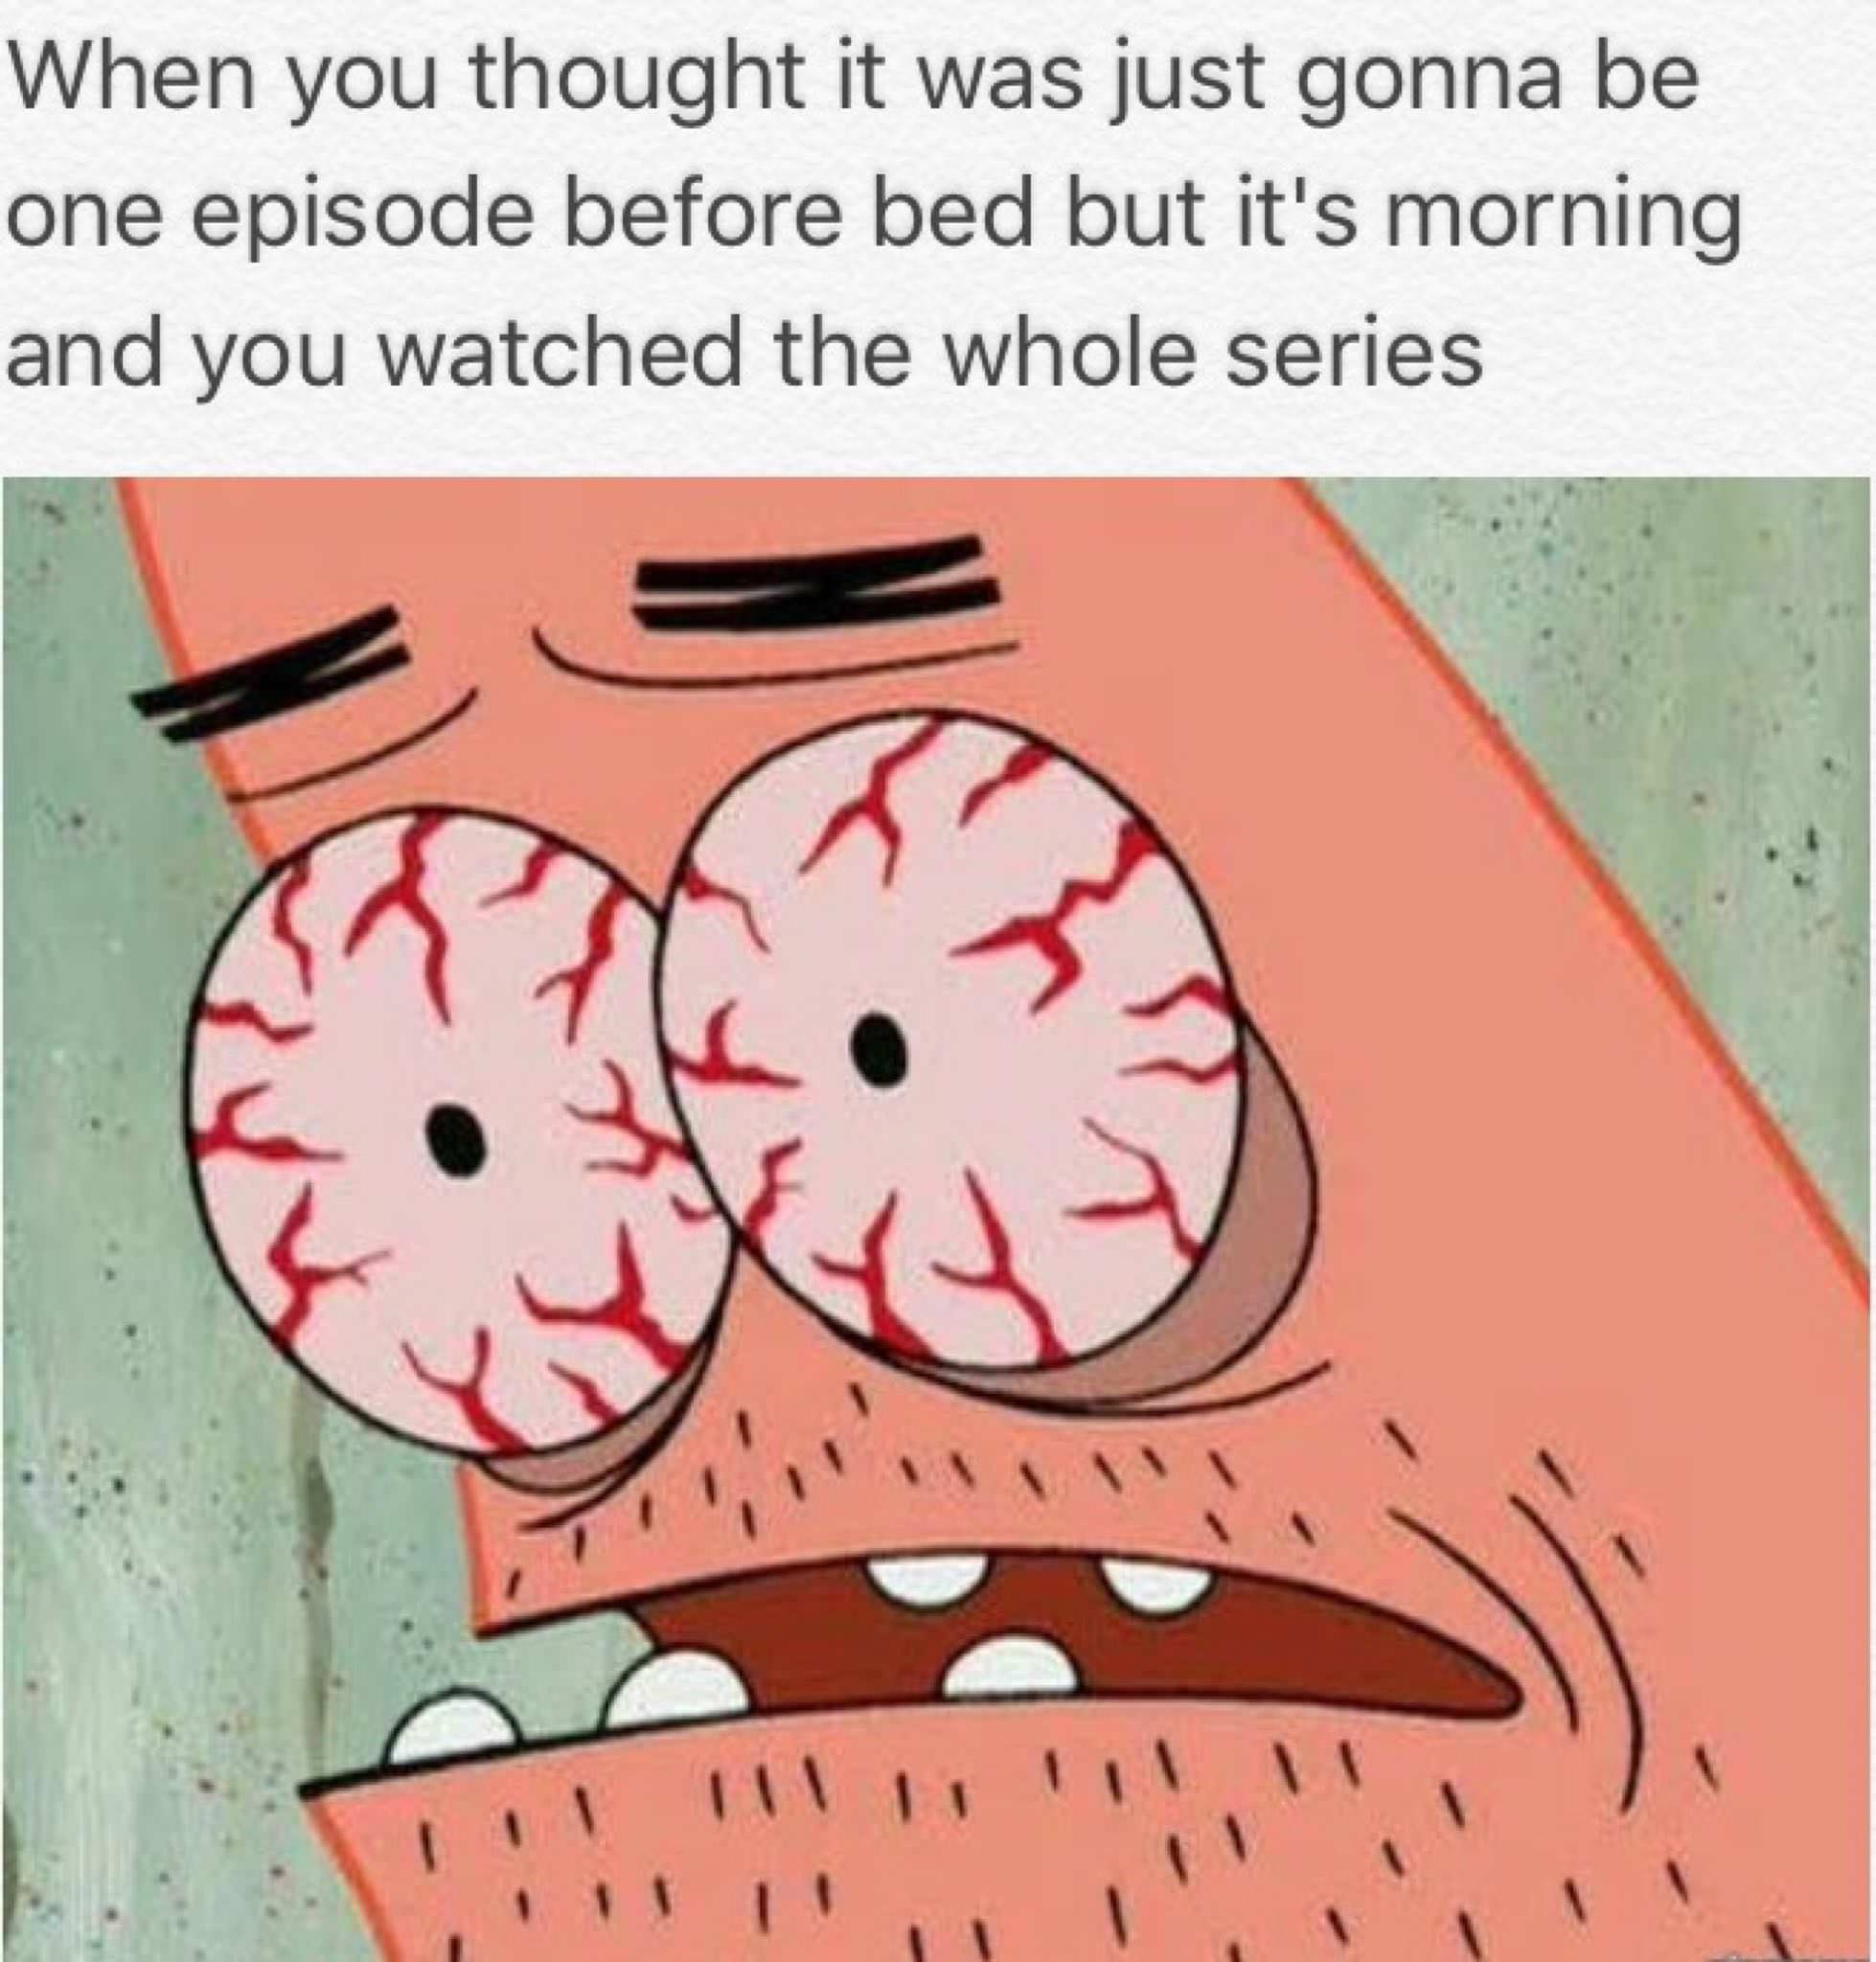 When you thought it was just gonna be
one episode before bed but it's morning
and you watched the whole series